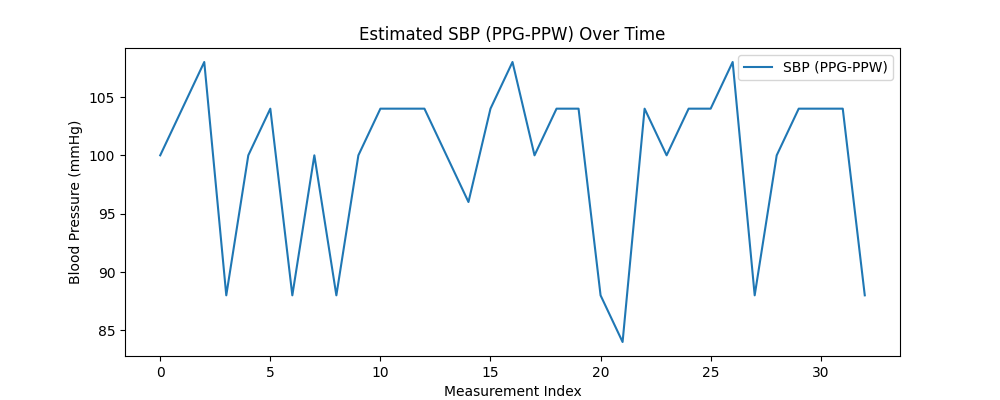 Estimated SBP (PPG-PPW) Over Time
SBP (PPG-PPW)
Blood Pressure (mmHg)
105
100
95
90
85
0 5 10 15 20 25 30
Measurement Index